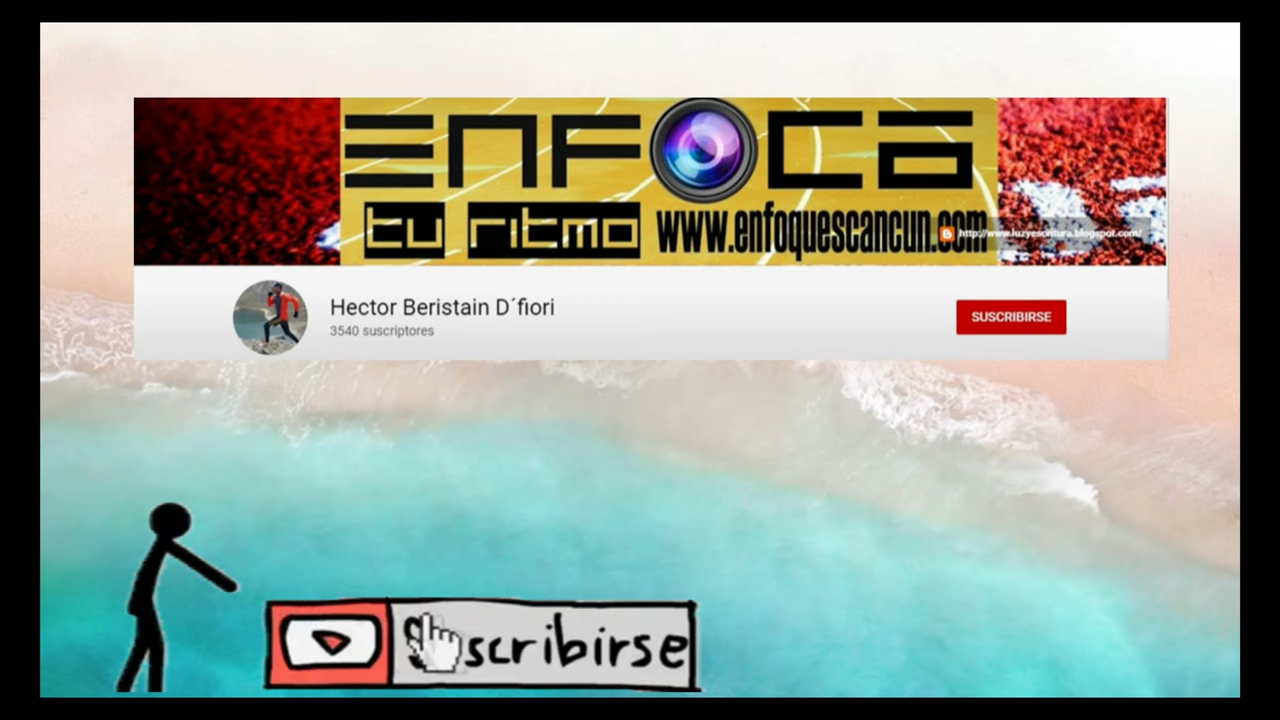 ENFOCA
tu ritmo www.enfoquescancun.com
http://www.luzyescritura.blogspot.com/
Hector Beristain D´fiori
3540 suscriptores
SUSCRIBIRSE
Suscribirse